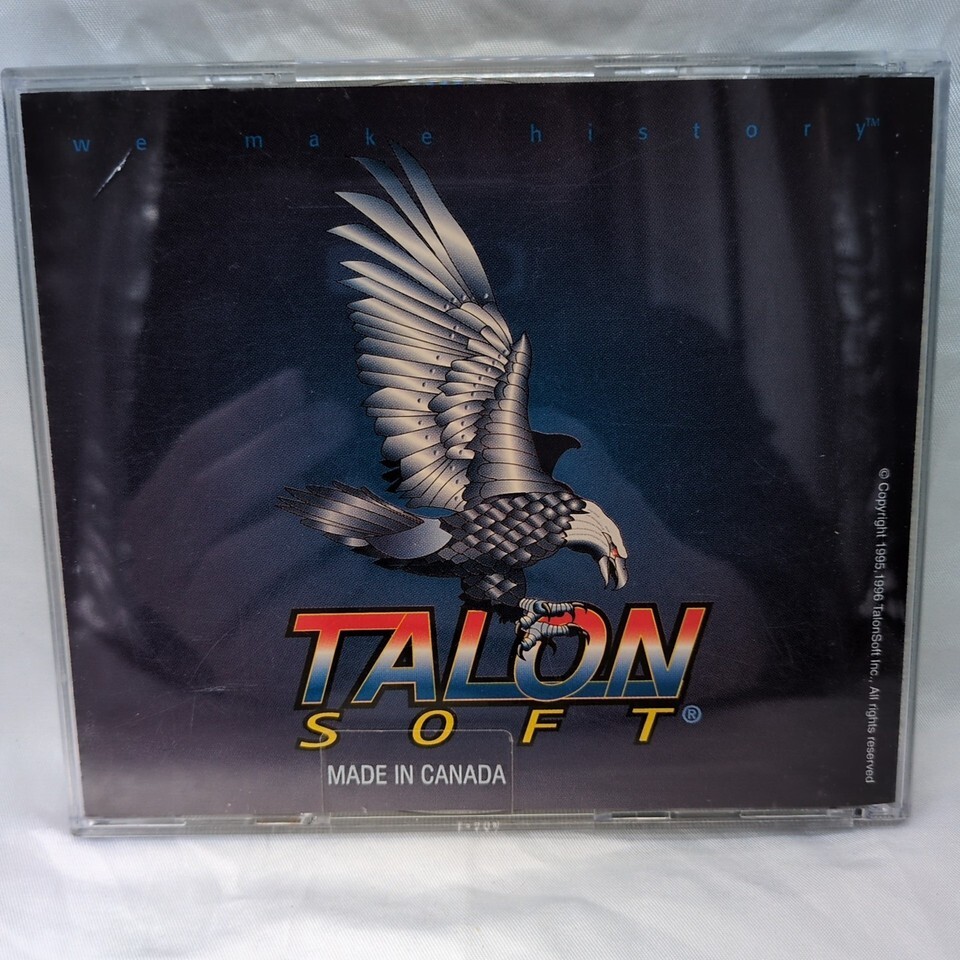 we make history™
TALON
SOFT®
MADE IN CANADA
© Copyright 1995,1996 TalonSoft Inc., All rights reserved